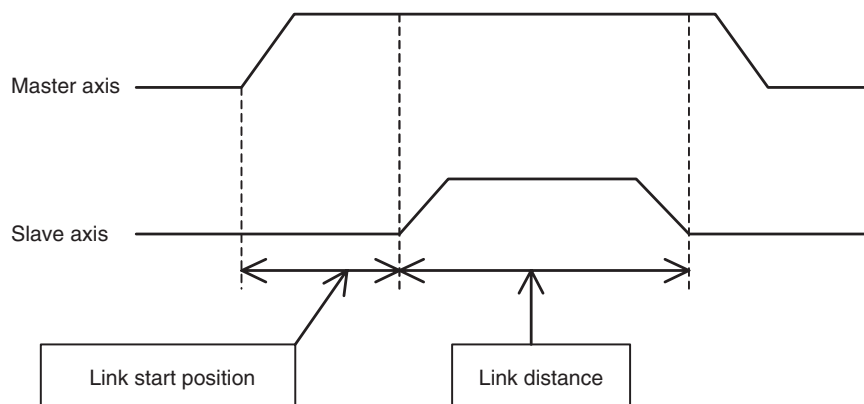 Master axis
Slave axis
Link start position
Link distance